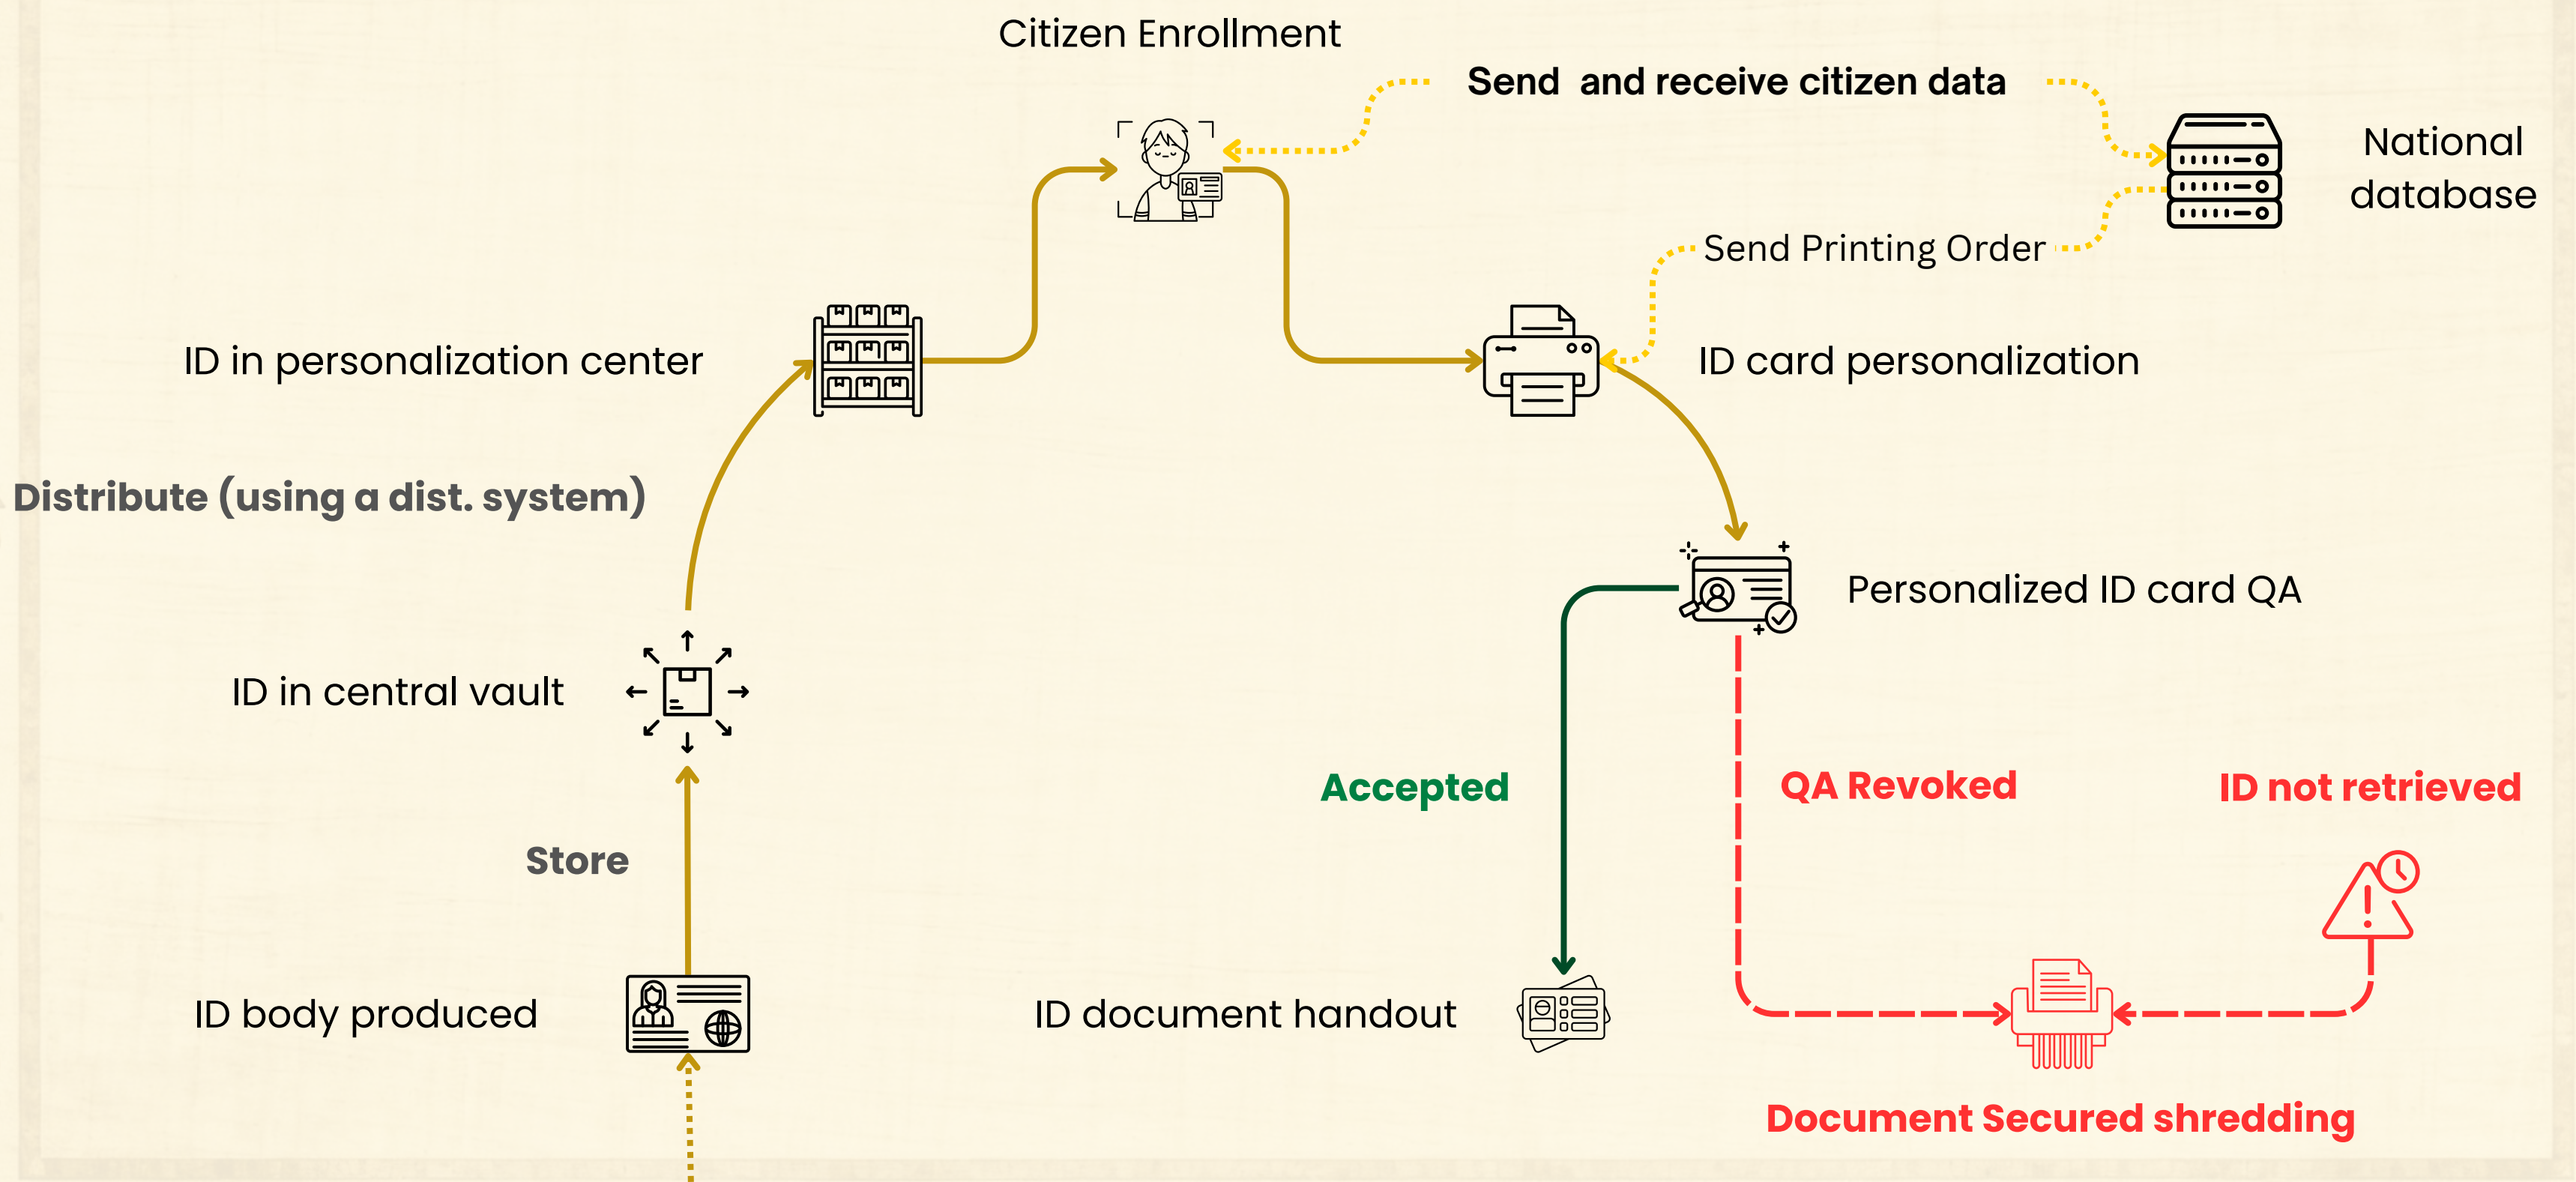 Citizen Enrollment
Send and receive citizen data
National
database
Send Printing Order
ID in personalization center
ID card personalization
Distribute (using a dist. system)
Personalized ID card QA
ID in central vault
Accepted
QA Revoked
ID not retrieved
Store
ID body produced
ID document handout
Document Secured shredding